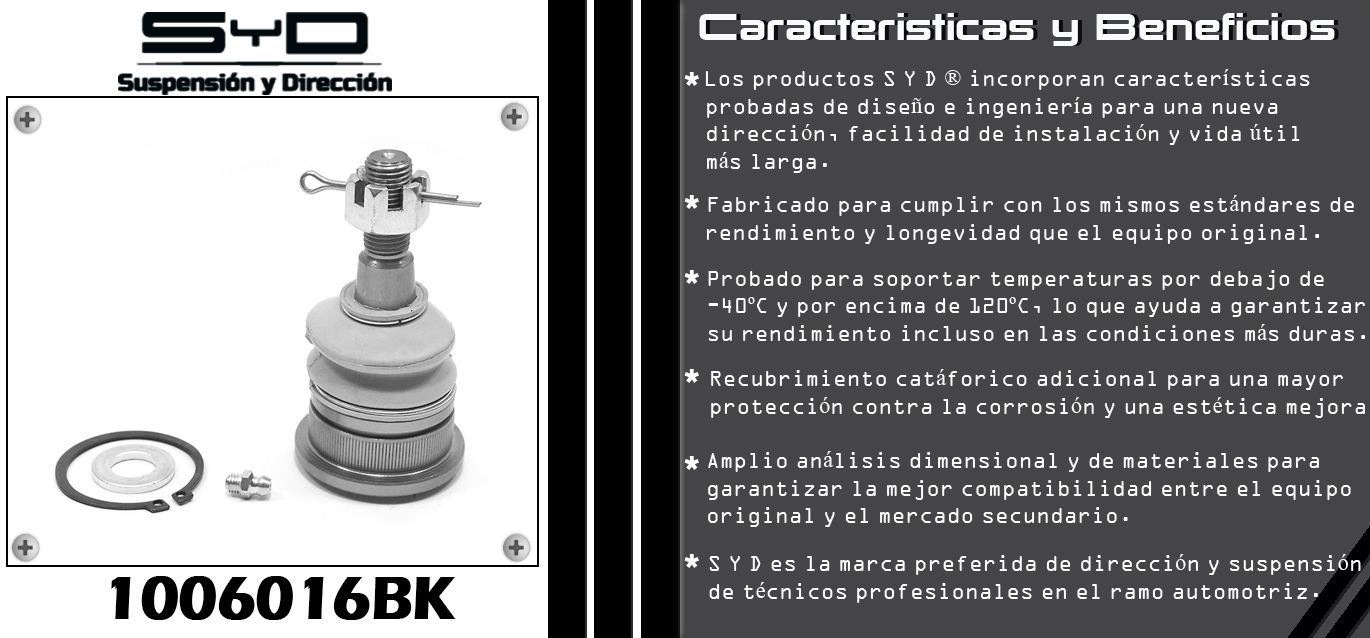 SYD
Suspensión y Dirección
1006016BK
Caracteristicas y Beneficios
* Los productos S Y D ® incorporan características
probadas de diseño e ingeniería para una nueva
dirección, facilidad de instalación y vida útil
más larga.
* Fabricado para cumplir con los mismos estándares de
rendimiento y longevidad que el equipo original.
* Probado para soportar temperaturas por debajo de
-40ºC y por encima de 120ºC, lo que ayuda a garantizar
su rendimiento incluso en las condiciones más duras.
* Recubrimiento catáforico adicional para una mayor
protección contra la corrosión y una estética mejora
* Amplio análisis dimensional y de materiales para
garantizar la mejor compatibilidad entre el equipo
original y el mercado secundario.
* S Y D es la marca preferida de dirección y suspensión
de técnicos profesionales en el ramo automotriz.